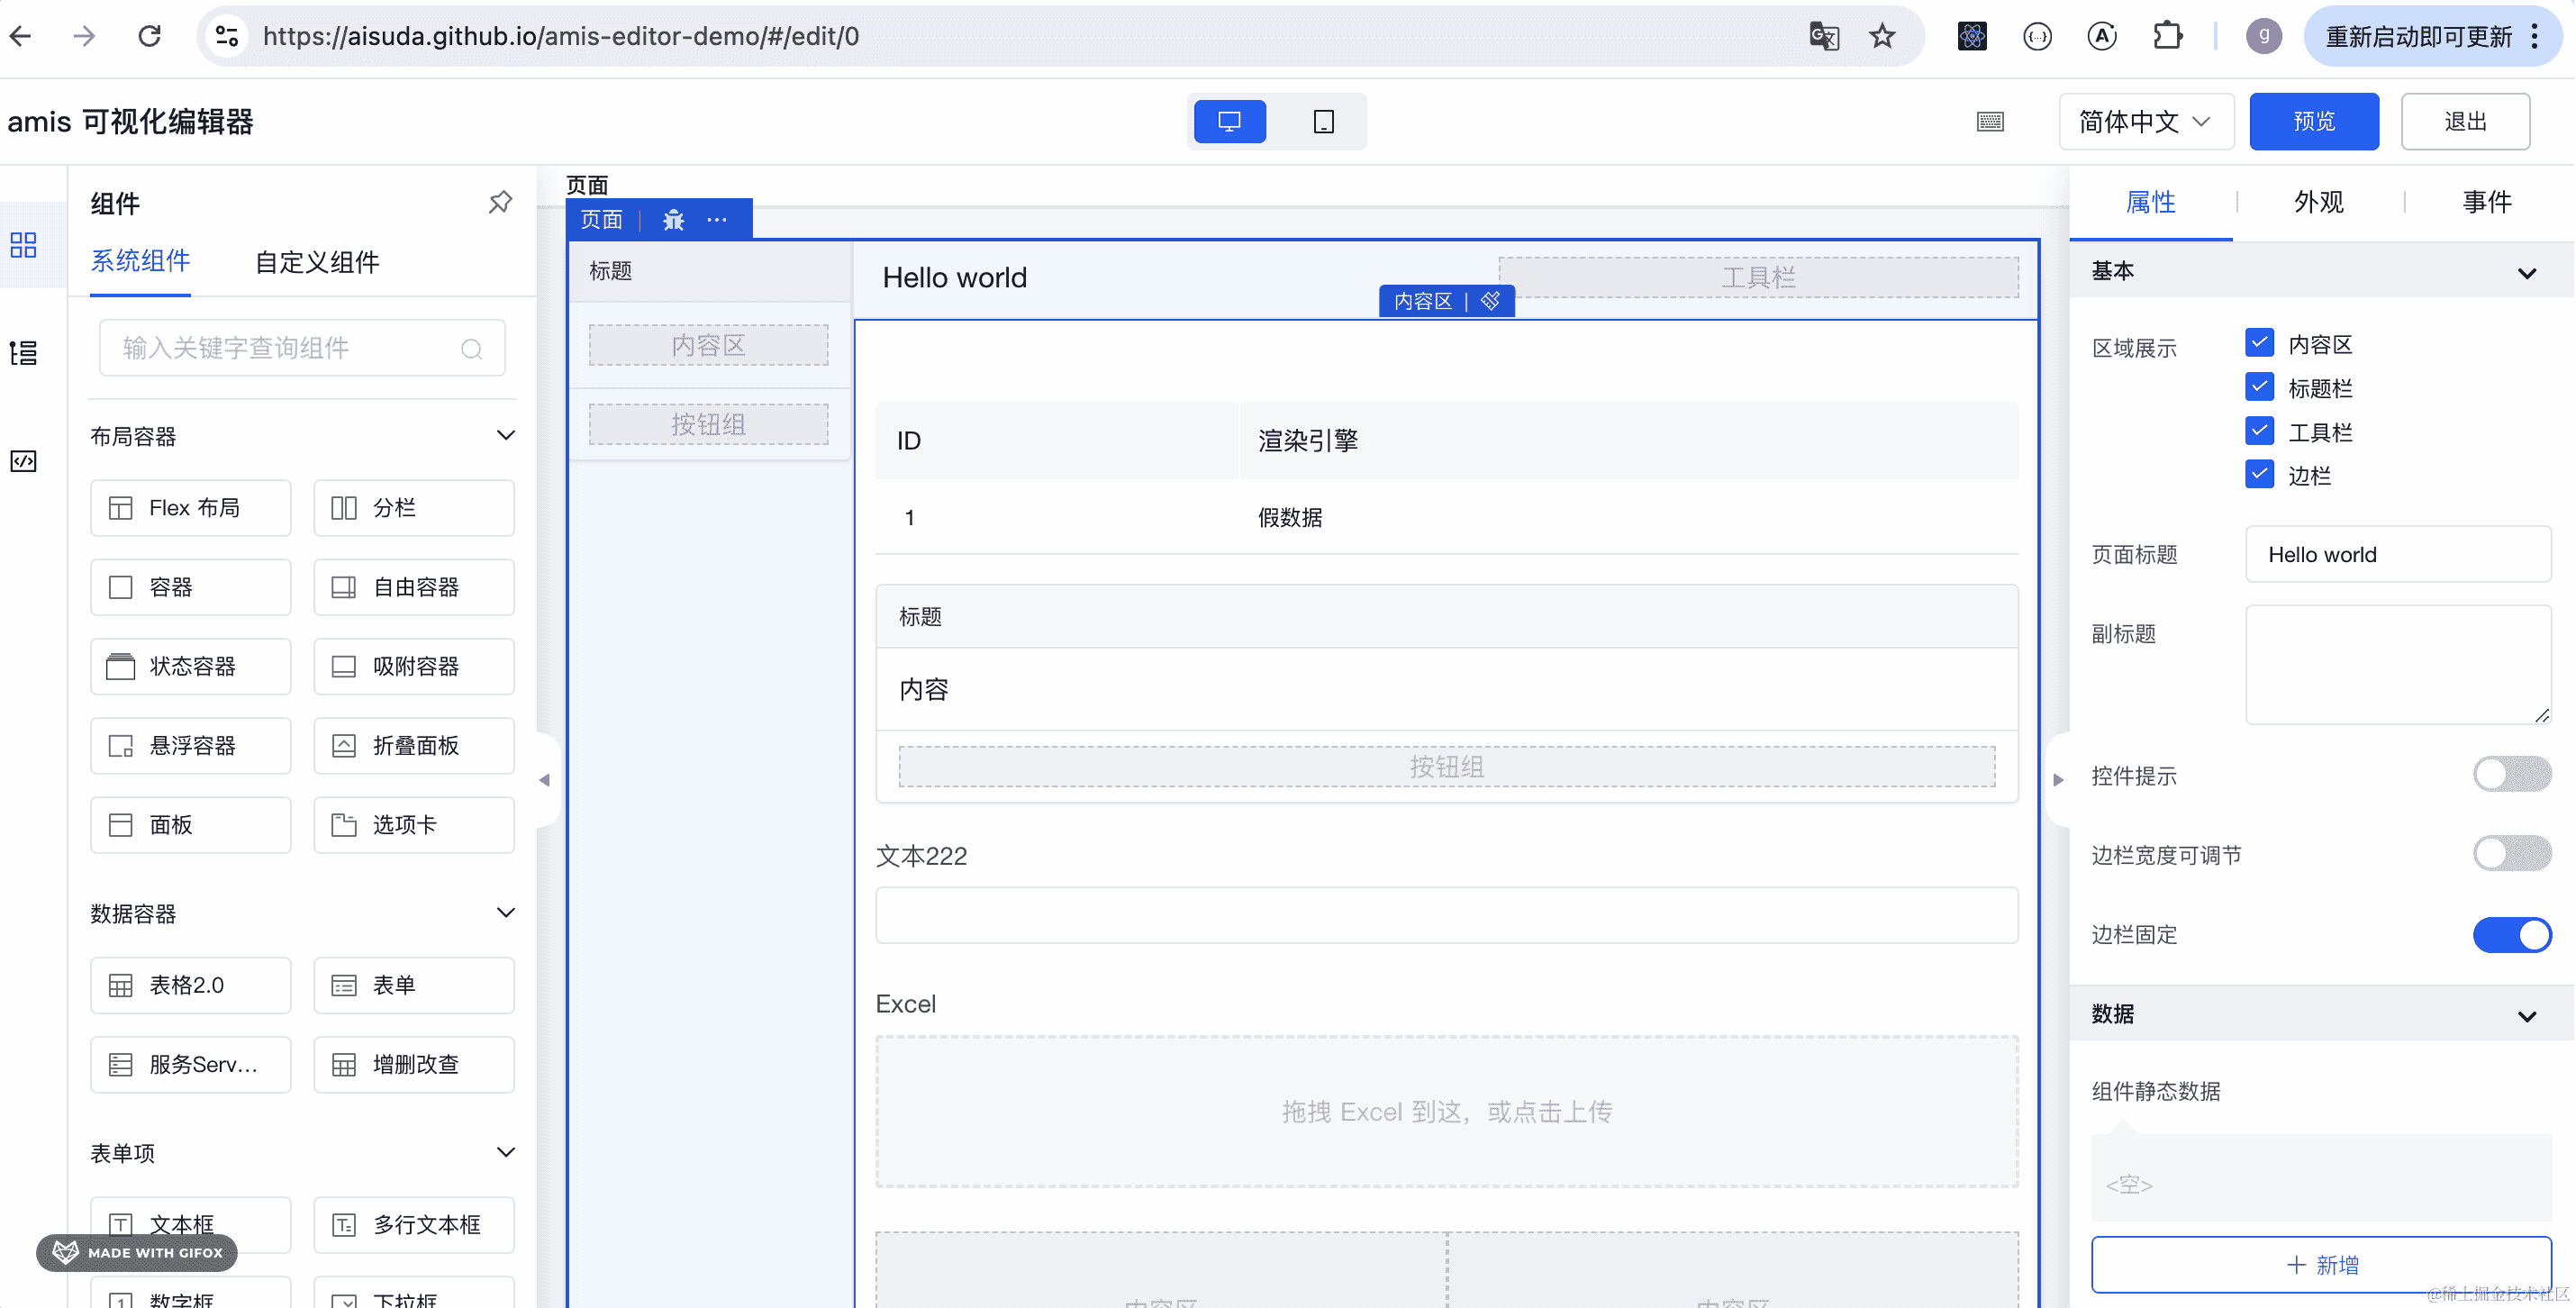 https://aisuda.github.io/amis-editor-demo/#/edit/0
g
重新启动即可更新
amis 可视化编辑器
简体中文
预览
退出
组件
系统组件
自定义组件
输入关键字查询组件
布局容器
Flex 布局
分栏
容器
自由容器
状态容器
吸附容器
悬浮容器
折叠面板
面板
选项卡
数据容器
表格2.0
表单
服务Serv...
增删改查
表单项
文本框
多行文本框
数字框
下拉框
MADE WITH GIFOX
页面
页面
标题
内容区
按钮组
Hello world
工具栏
内容区
ID
渲染引擎
1
假数据
标题
内容
按钮组
文本222
Excel
拖拽 Excel 到这，或点击上传
内容区
内容区
属性
外观
事件
基本
区域展示
内容区
标题栏
工具栏
边栏
页面标题
Hello world
副标题
控件提示
边栏宽度可调节
边栏固定
数据
组件静态数据
<空>
新增
@稀土掘金技术社区